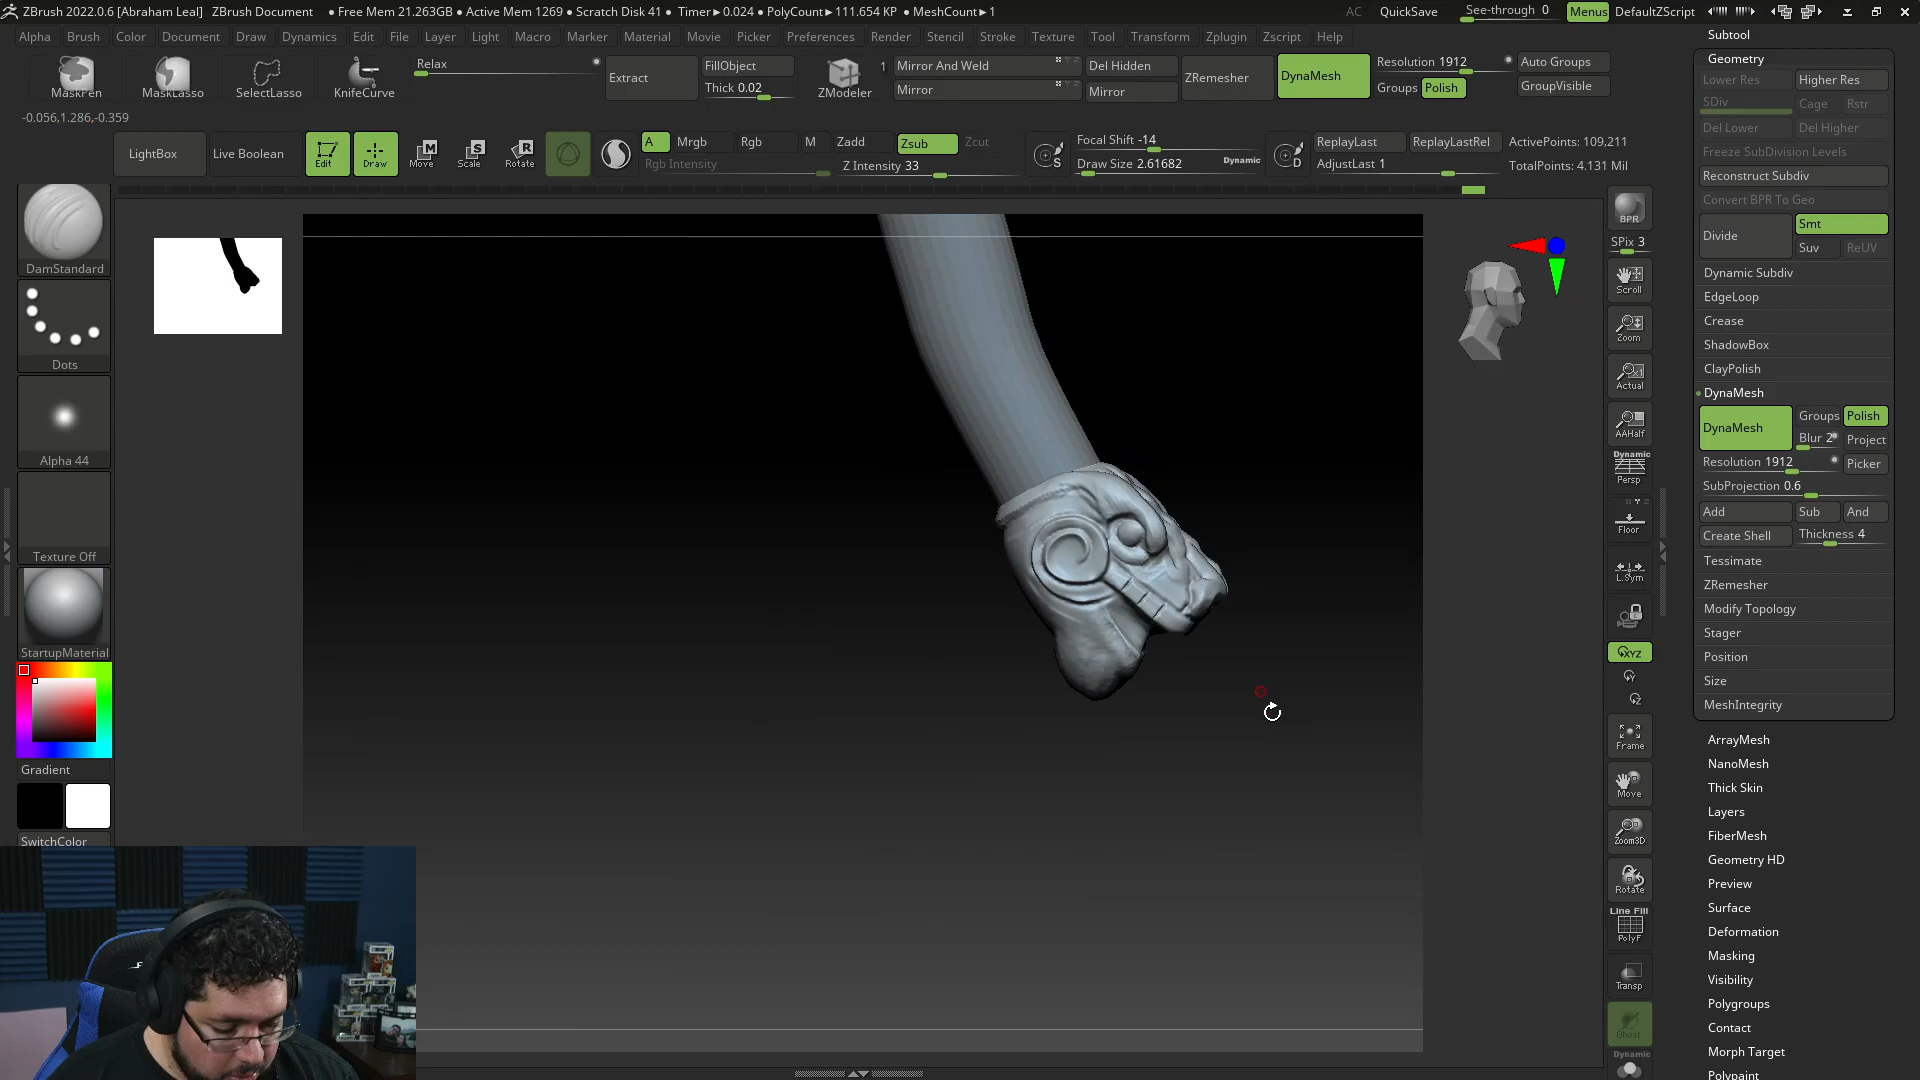 ZBrush 2022.0.6 [Abraham Leal] ZBrush Document • Free Mem 21.263GB • Active Mem 1269 • Scratch Disk 41 • Timer▸0.024 • PolyCount▸111.654 KP • MeshCount▸1 AC QuickSave See-through 0 Menus DefaultZScript
Alpha Brush Color Document Draw Dynamics Edit File Layer Light Macro Marker Material Movie Picker Preferences Render Stencil Stroke Texture Tool Transform Zplugin Zscript Help
MaskPen MaskLasso SelectLasso KnifeCurve Relax Extract FillObject Thick 0.02 ZModeler 1 Mirror And Weld Mirror Del Hidden Mirror ZRemesher DynaMesh Resolution 1912 Groups Polish Auto Groups GroupVisible
-0.056,1.286,-0.359
LightBox Live Boolean Edit Draw Move Scale Rotate A Mrgb Rgb M Rgb Intensity Zadd Zsub Zcut Z Intensity 33 S Focal Shift -14 Draw Size 2.61682 Dynamic D ReplayLast ReplayLastRel AdjustLast 1 ActivePoints: 109,211 TotalPoints: 4.131 Mil
DamStandard
Dots
Alpha 44
Texture Off
StartupMaterial
Gradient
SwitchColor
BPR
SPix 3
Scroll
Zoom
Actual
AAHalf
Dynamic
Persp
Floor
L.Sym
XYZ
Y
Z
Frame
Move
Zoom3D
Rotate
Line Fill
PolyF
Transp
Ghost
Dynamic
Subtool
Geometry
Lower Res Higher Res
SDiv Cage Rstr
Del Lower Del Higher
Freeze SubDivision Levels
Reconstruct Subdiv
Convert BPR To Geo
Divide Smt
Suv ReUV
Dynamic Subdiv
EdgeLoop
Crease
ShadowBox
ClayPolish
DynaMesh
DynaMesh Groups Polish
Blur 2 Project
Resolution 1912 Picker
SubProjection 0.6
Add Sub And
Create Shell Thickness 4
Tessimate
ZRemesher
Modify Topology
Stager
Position
Size
MeshIntegrity
ArrayMesh
NanoMesh
Thick Skin
Layers
FiberMesh
Geometry HD
Preview
Surface
Deformation
Masking
Visibility
Polygroups
Contact
Morph Target
Polypaint